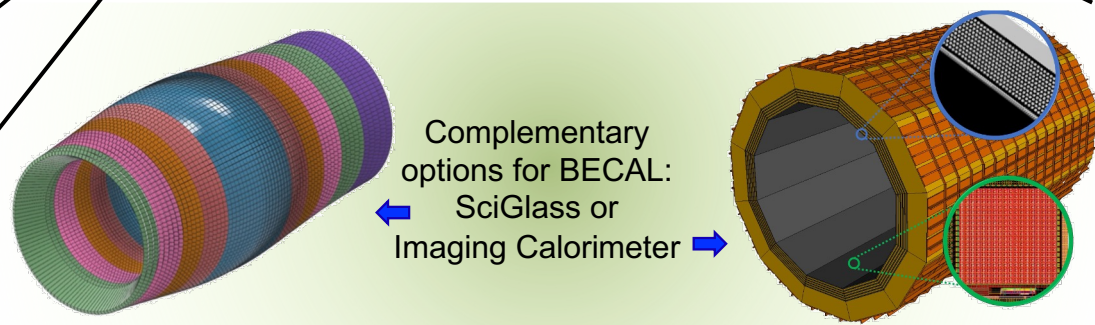 Complementary
options for BECAL:
SciGlass or
Imaging Calorimeter